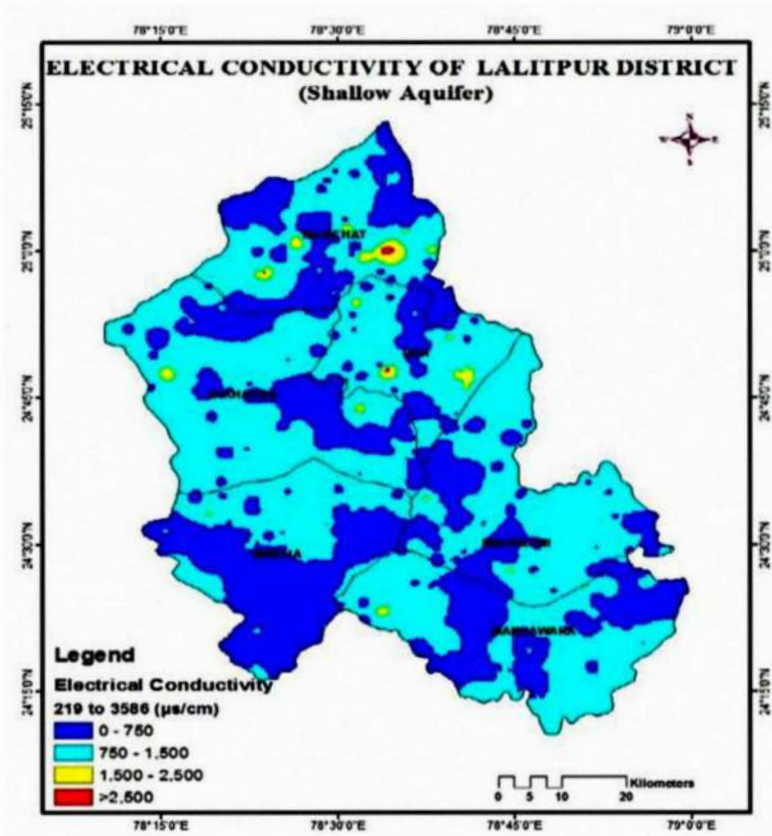 78°15'0"E 78°30'0"E 78°45'0"E 79°0'0"E
ELECTRICAL CONDUCTIVITY OF LALITPUR DISTRICT
(Shallow Aquifer)
N
W E
S
25°15'0"N 25°15'0"N
25°0'0"N 25°0'0"N
24°45'0"N 24°45'0"N
24°30'0"N 24°30'0"N
24°15'0"N 24°15'0"N
Legend
Electrical Conductivity
219 to 3586 (µs/cm)
0 - 750
750 - 1,500
1,500 - 2,500
>2,500
Kilometers
0 5 10 20
78°15'0"E 78°30'0"E 78°45'0"E 79°0'0"E